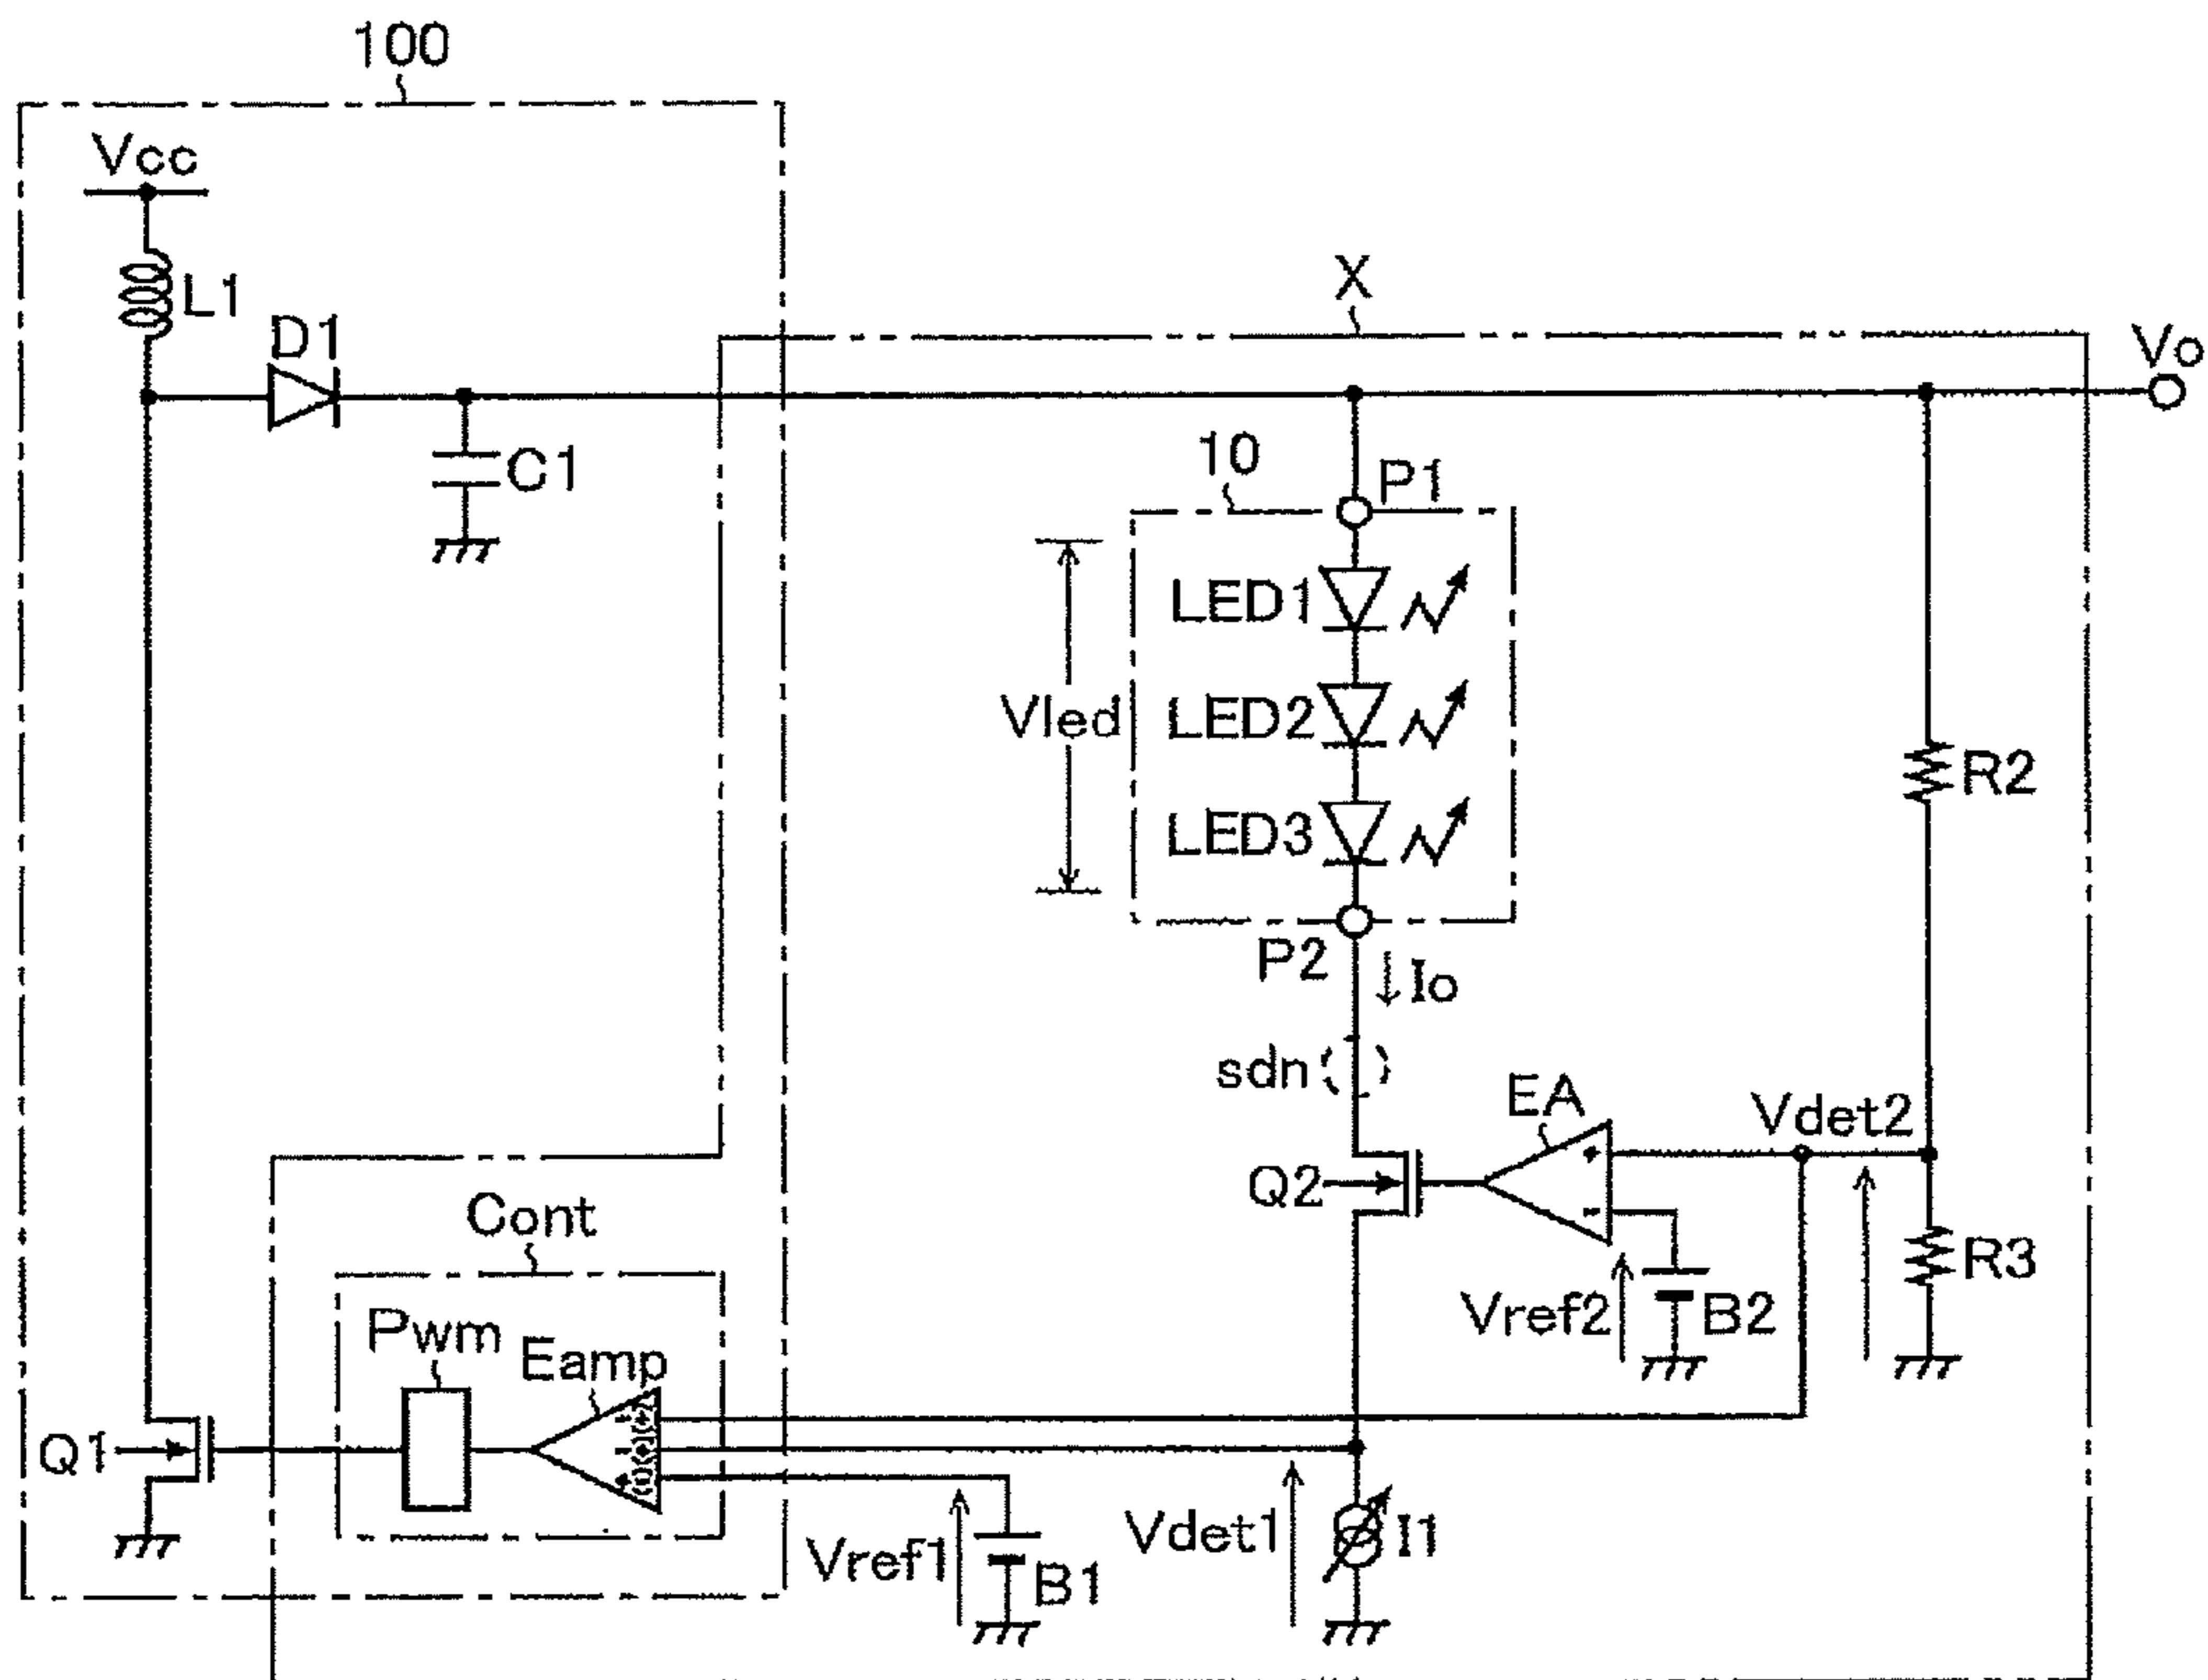 100
Vcc
L1
D1
C1
X
Vo
10
P1
LED1
Vled
LED2
LED3
R2
P2
Io
sdn
EA
Vdet2
Q2
Cont
Vref2
B2
R3
Pwm
Eamp
Q1
Vref1
B1
Vdet1
I1